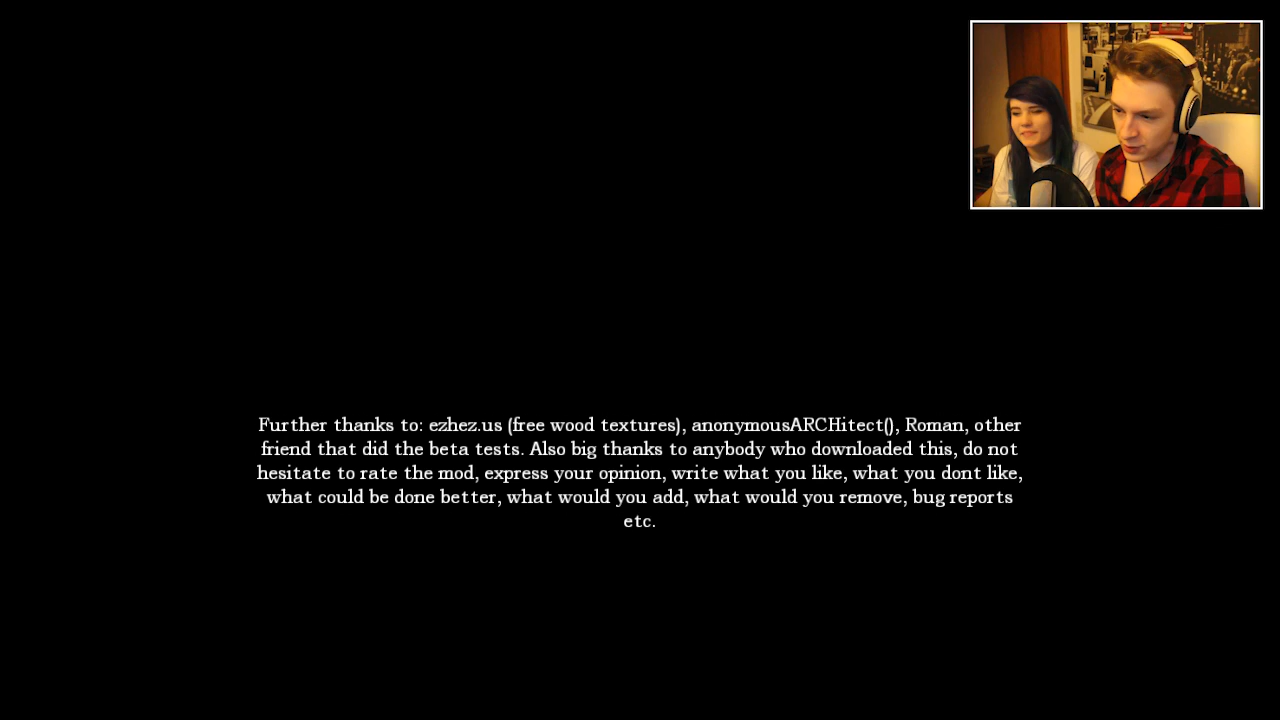 Further thanks to: ezhez.us (free wood textures), anonymousARCHitect(), Roman, other
friend that did the beta tests. Also big thanks to anybody who downloaded this, do not
hesitate to rate the mod, express your opinion, write what you like, what you dont like,
what could be done better, what would you add, what would you remove, bug reports
etc.